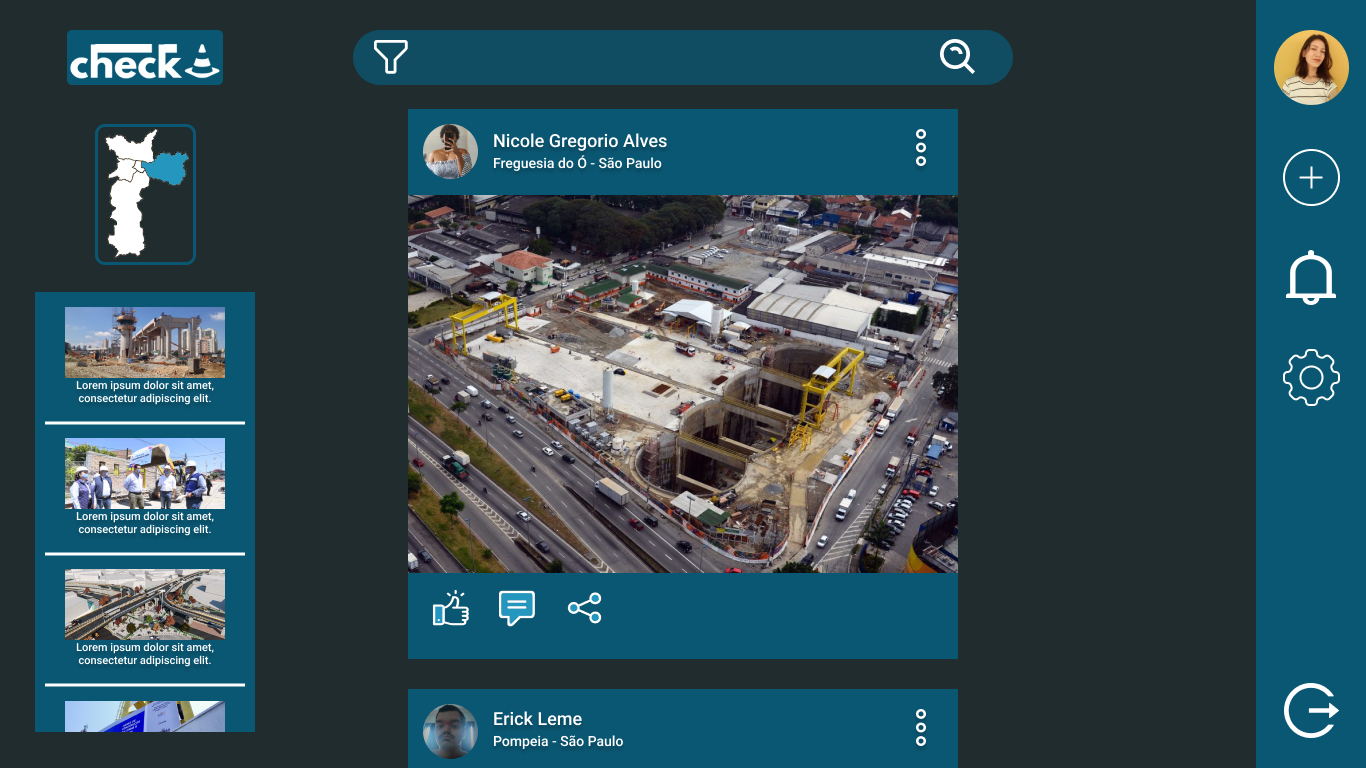 check
Nicole Gregorio Alves
Freguesia do Ó - São Paulo
Lorem ipsum dolor sit amet,
consectetur adipiscing elit.
Lorem ipsum dolor sit amet,
consectetur adipiscing elit.
Lorem ipsum dolor sit amet,
consectetur adipiscing elit.
Erick Leme
Pompeia - São Paulo